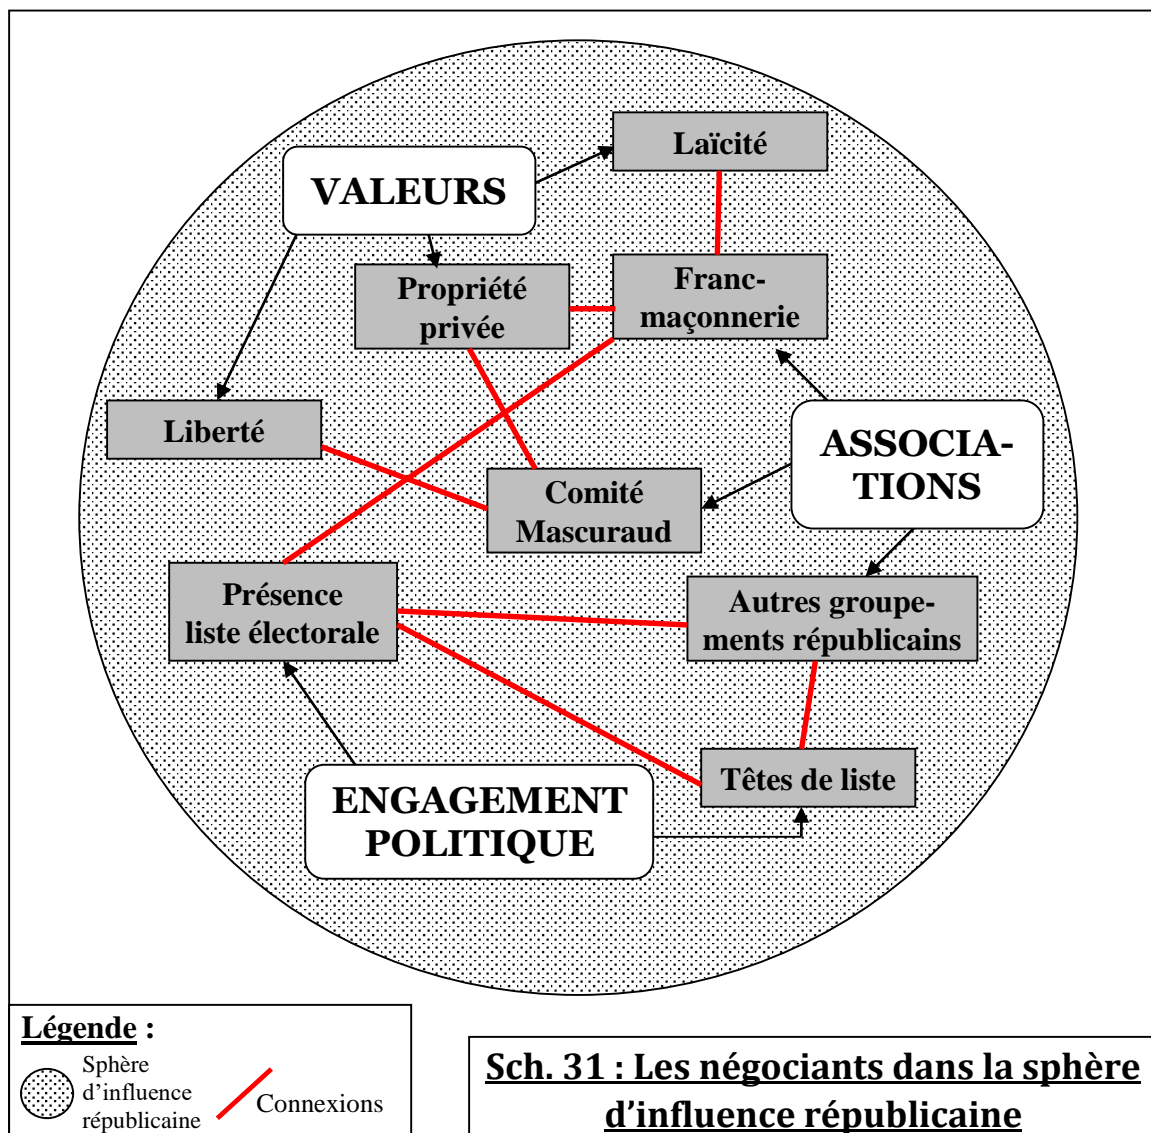 Laïcité
VALEURS
Propriété
privée
Franc-
maçonnerie
Liberté
ASSOCIA-
TIONS
Comité
Mascuraud
Présence
liste électorale
Autres groupe-
ments républicains
Têtes de liste
ENGAGEMENT
POLITIQUE
Légende :
Sphère
d’influence
républicaine
Connexions
Sch. 31 : Les négociants dans la sphère
d’influence républicaine